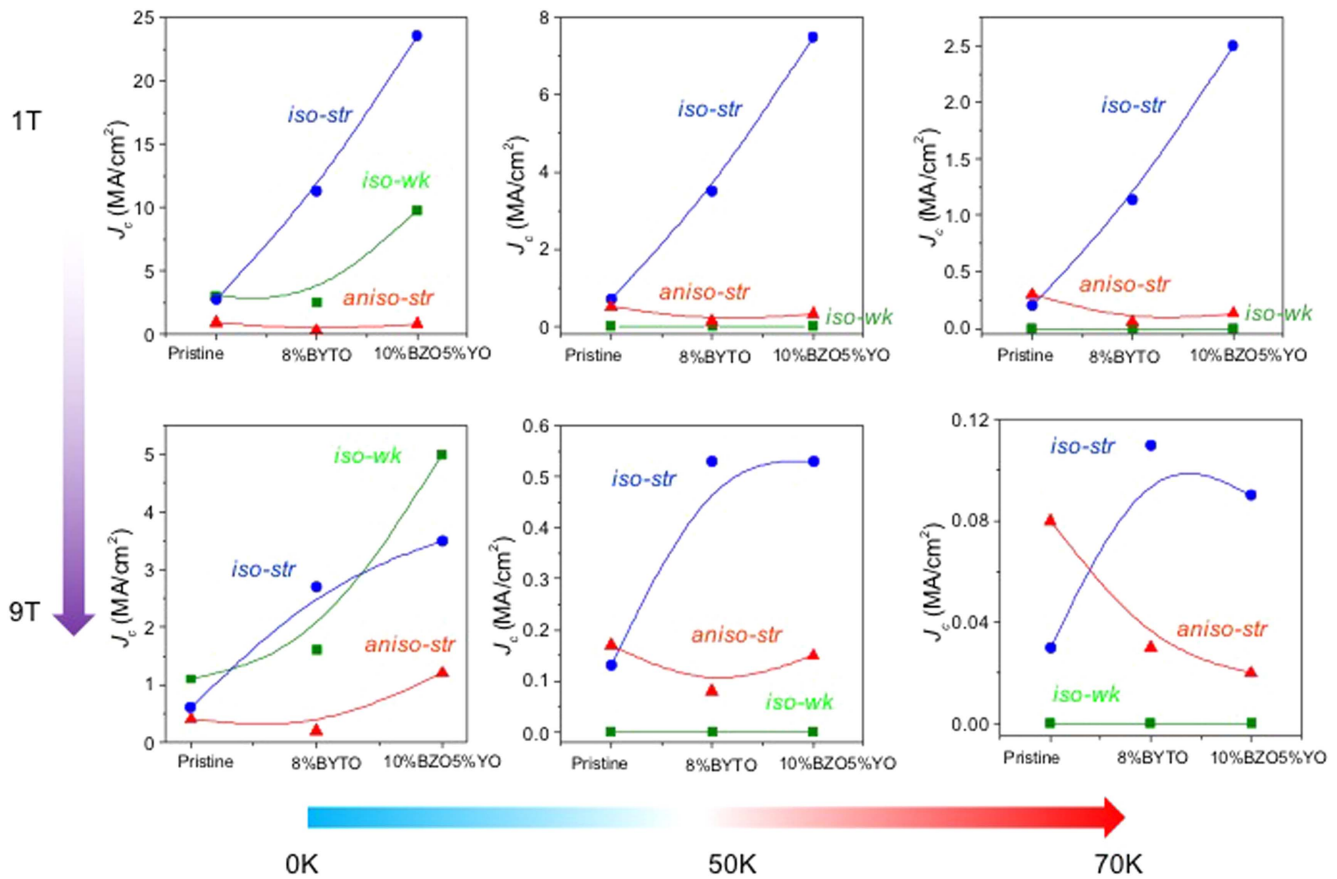 1T
25
20
15
10
5
0
J_c (MA/cm²)
iso-str
iso-wk
aniso-str
Pristine 8%BYTO 10%BZO5%YO
8
6
4
2
0
J_c (MA/cm²)
iso-str
aniso-str
iso-wk
Pristine 8%BYTO 10%BZO5%YO
2.5
2.0
1.5
1.0
0.5
0.0
J_c (MA/cm²)
iso-str
aniso-str
iso-wk
Pristine 8%BYTO 10%BZO5%YO
9T
5
4
3
2
1
0
J_c (MA/cm²)
iso-wk
iso-str
aniso-str
Pristine 8%BYTO 10%BZO5%YO
0.6
0.5
0.4
0.3
0.2
0.1
0.0
J_c (MA/cm²)
iso-str
aniso-str
iso-wk
Pristine 8%BYTO 10%BZO5%YO
0.12
0.08
0.04
0.00
J_c (MA/cm²)
iso-str
aniso-str
iso-wk
Pristine 8%BYTO 10%BZO5%YO
0K 50K 70K